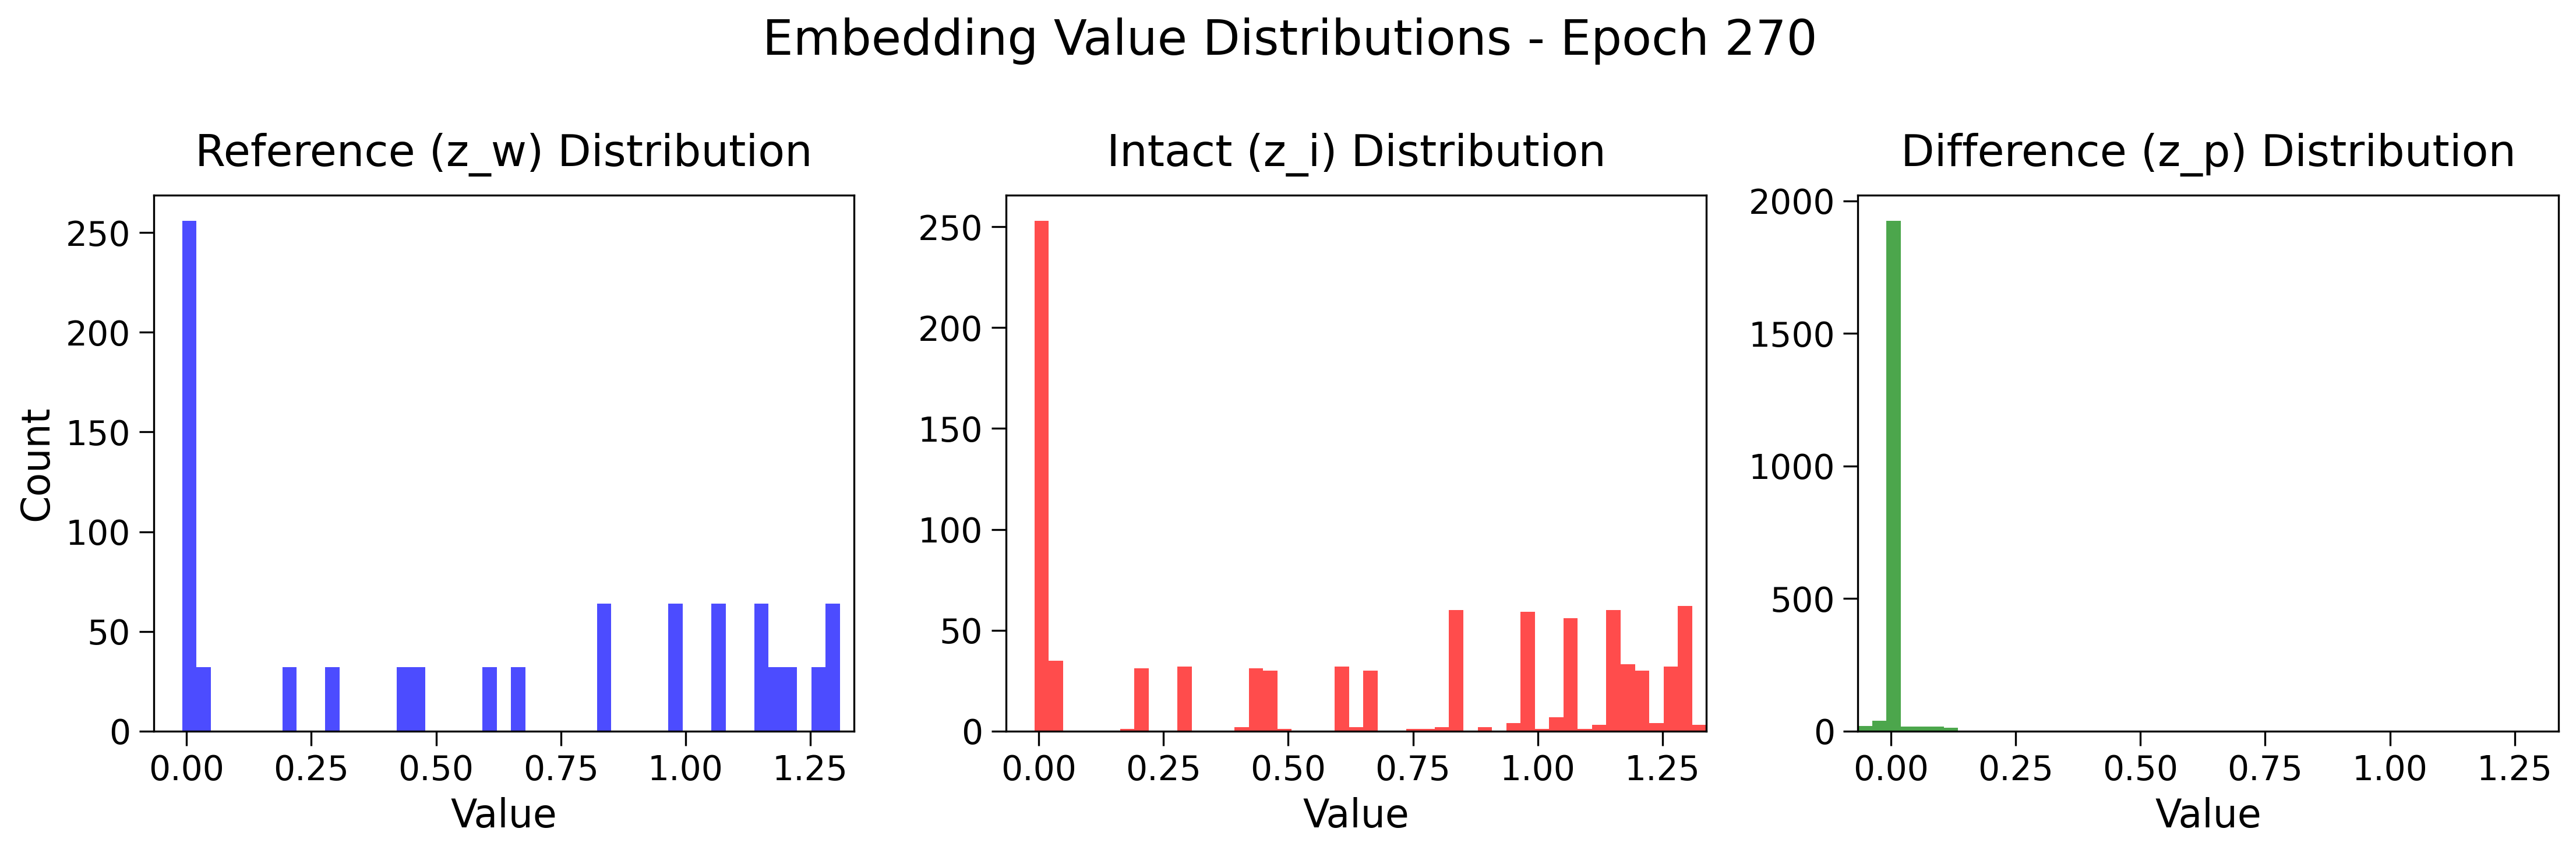 Embedding Value Distributions - Epoch 270
Reference (z_w) Distribution
Count
250
200
150
100
50
0
0.00 0.25 0.50 0.75 1.00 1.25
Value
Intact (z_i) Distribution
250
200
150
100
50
0
0.00 0.25 0.50 0.75 1.00 1.25
Value
Difference (z_p) Distribution
2000
1500
1000
500
0
0.00 0.25 0.50 0.75 1.00 1.25
Value